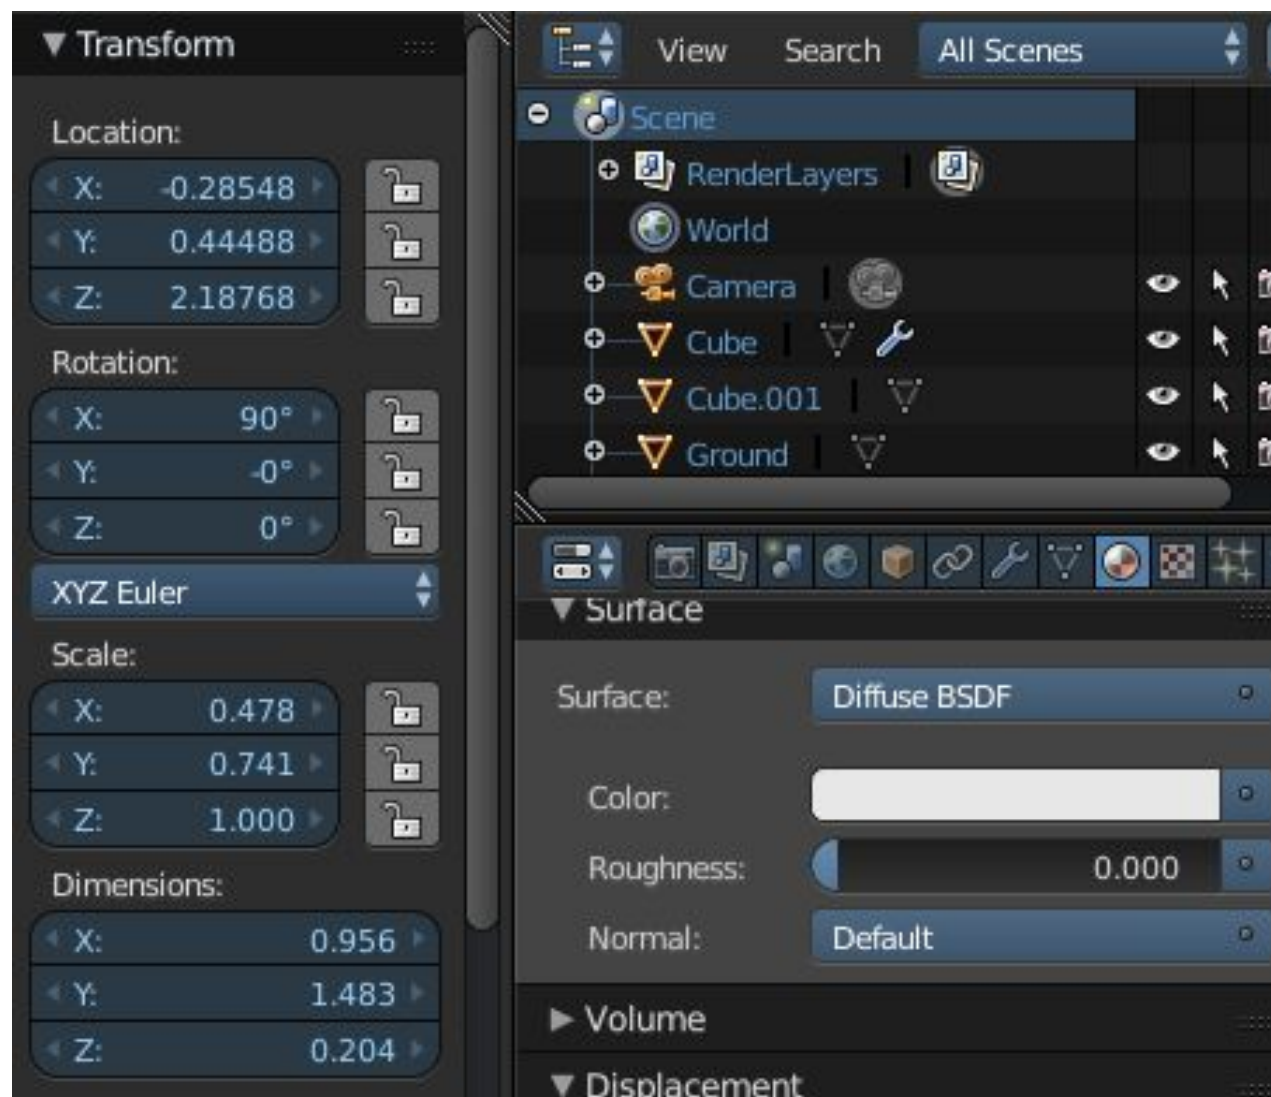 Transform
Location:
X: -0.28548
Y: 0.44488
Z: 2.18768
Rotation:
X: 90°
Y: -0°
Z: 0°
XYZ Euler
Scale:
X: 0.478
Y: 0.741
Z: 1.000
Dimensions:
X: 0.956
Y: 1.483
Z: 0.204
View Search All Scenes
Scene
RenderLayers
World
Camera
Cube
Cube.001
Ground
Surface
Surface: Diffuse BSDF
Color:
Roughness: 0.000
Normal: Default
Volume
Displacement